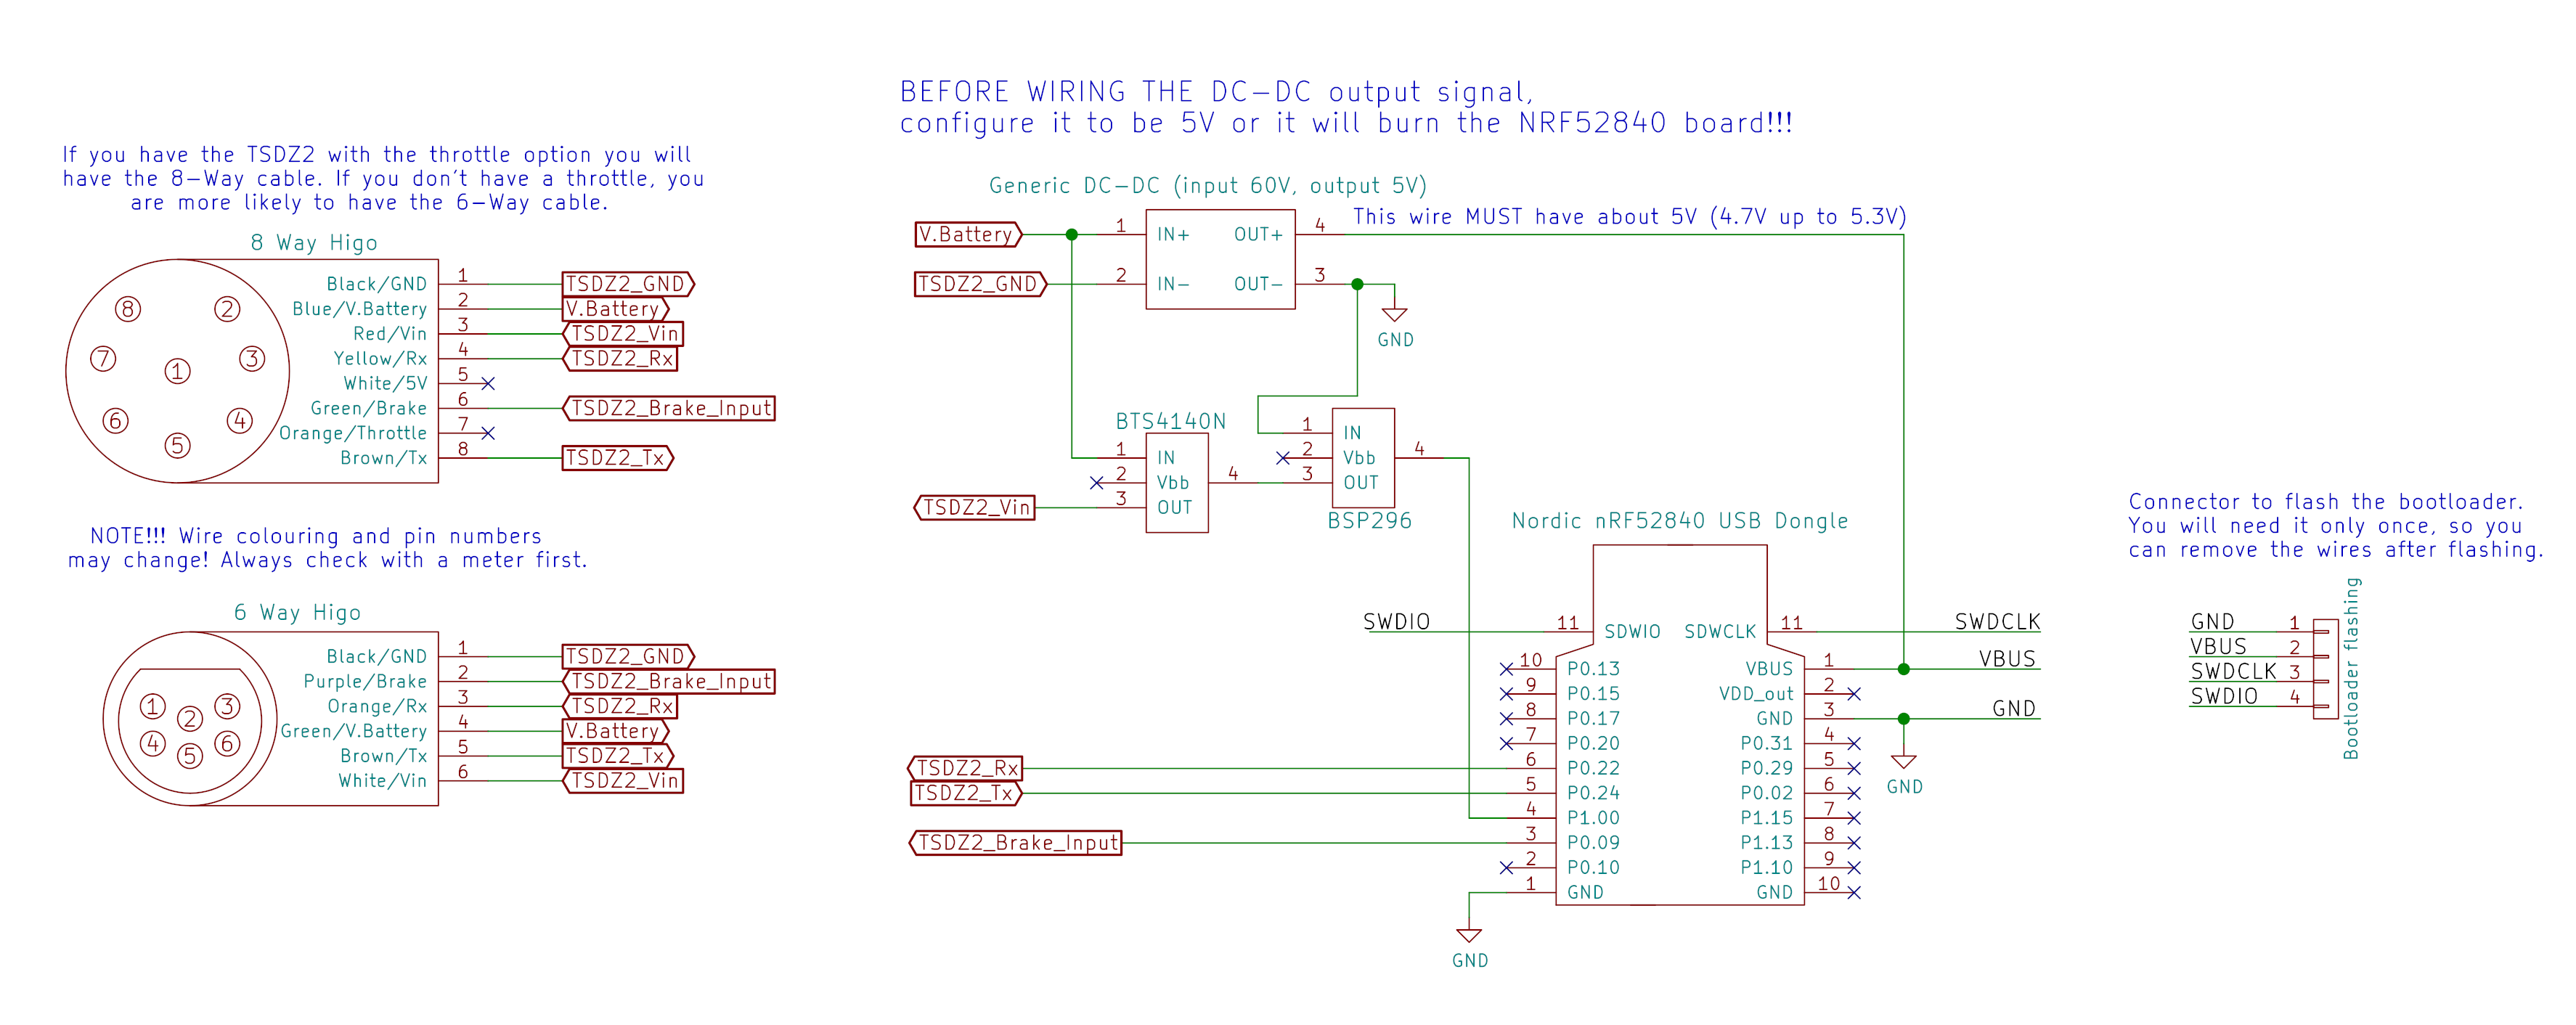 BEFORE WIRING THE DC-DC output signal,
configure it to be 5V or it will burn the NRF52840 board!!!
If you have the TSDZ2 with the throttle option you will
have the 8-Way cable. If you don't have a throttle, you
are more likely to have the 6-Way cable.
8 Way Higo
8
2
7
3
1
6
4
5
Black/GND 1 TSDZ2_GND
Blue/V.Battery 2 V.Battery
Red/Vin 3 TSDZ2_Vin
Yellow/Rx 4 TSDZ2_Rx
White/5V 5
Green/Brake 6 TSDZ2_Brake_Input
Orange/Throttle 7
Brown/Tx 8 TSDZ2_Tx
NOTE!!! Wire colouring and pin numbers
may change! Always check with a meter first.
6 Way Higo
1
2
3
4
5
6
Black/GND 1 TSDZ2_GND
Purple/Brake 2 TSDZ2_Brake_Input
Orange/Rx 3 TSDZ2_Rx
Green/V.Battery 4 V.Battery
Brown/Tx 5 TSDZ2_Tx
White/Vin 6 TSDZ2_Vin
Generic DC-DC (input 60V, output 5V)
This wire MUST have about 5V (4.7V up to 5.3V)
V.Battery 1 IN+ OUT+ 4
TSDZ2_GND 2 IN- OUT- 3
GND
BTS4140N
1 IN
2 Vbb 4
TSDZ2_Vin 3 OUT
1 IN
2 Vbb 4
3 OUT
BSP296
Nordic nRF52840 USB Dongle
SWDIO 11 SDWIO SDWCLK 11 SWDCLK
10 P0.13 VBUS 1 VBUS
9 P0.15 VDD_out 2
8 P0.17 GND 3 GND
7 P0.20 P0.31 4
TSDZ2_Rx 6 P0.22 P0.29 5
GND
TSDZ2_Tx 5 P0.24 P0.02 6
4 P1.00 P1.15 7
TSDZ2_Brake_Input 3 P0.09 P1.13 8
2 P0.10 P1.10 9
1 GND GND 10
GND
Connector to flash the bootloader.
You will need it only once, so you
can remove the wires after flashing.
GND 1
VBUS 2
SWDCLK 3
SWDIO 4
Bootloader flashing